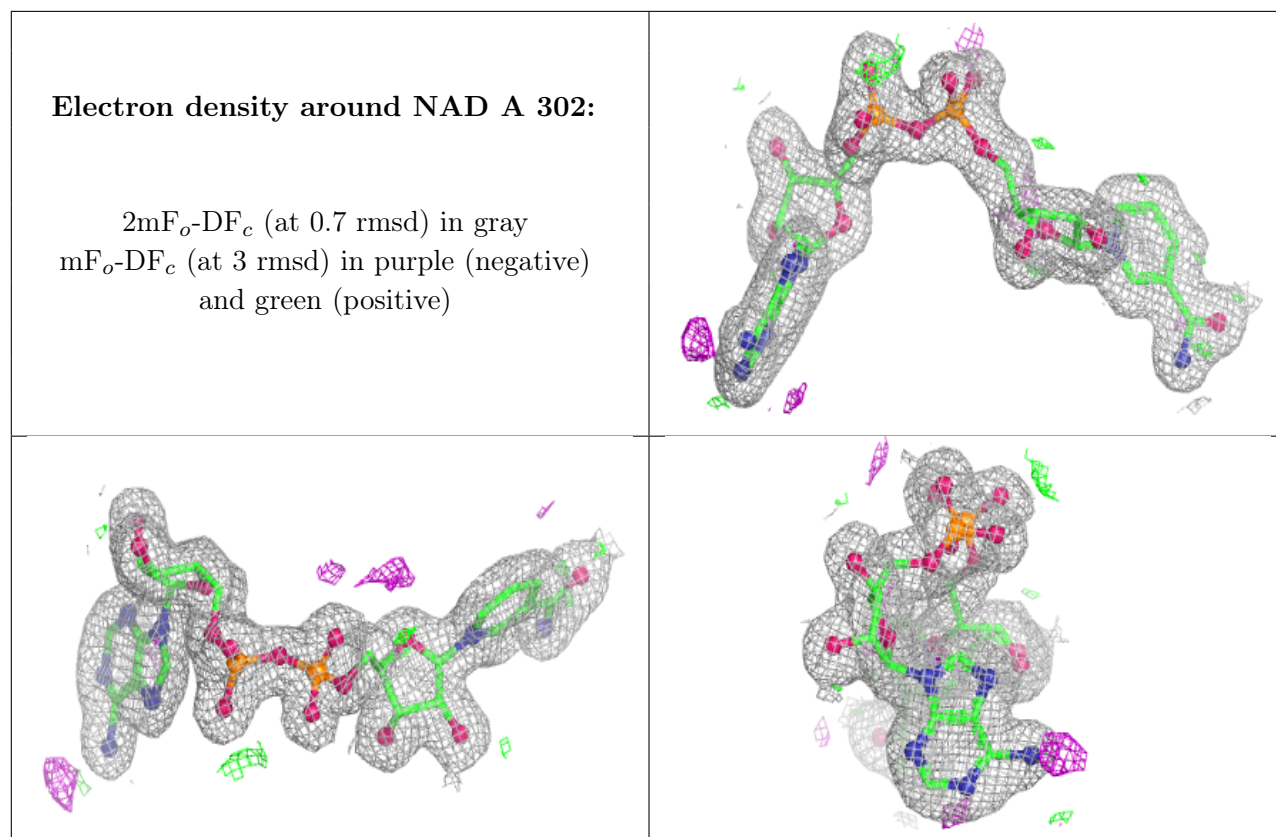 Electron density around NAD A 302:
2mFo-DFc (at 0.7 rmsd) in gray
mFo-DFc (at 3 rmsd) in purple (negative)
and green (positive)